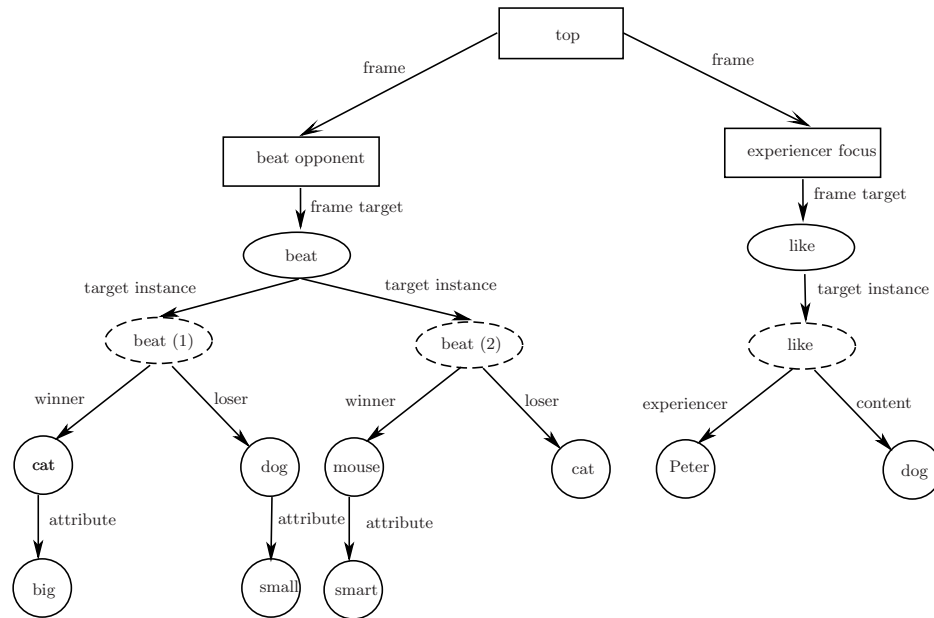 top
frame
frame
beat opponent
experiencer focus
frame target
frame target
beat
like
target instance
target instance
target instance
beat (1)
beat (2)
like
winner
loser
winner
loser
experiencer
content
cat
dog
mouse
cat
Peter
dog
attribute
attribute
attribute
big
small
smart